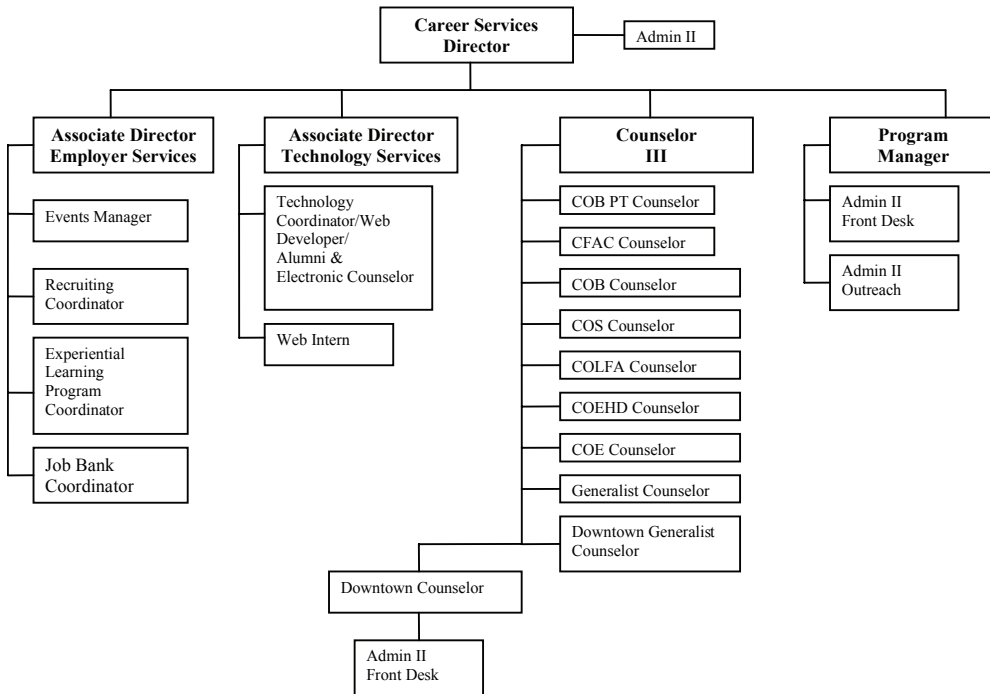 Career Services
Director
Admin II
Associate Director
Employer Services
Events Manager
Recruiting
Coordinator
Experiential
Learning
Program
Coordinator
Job Bank
Coordinator
Associate Director
Technology Services
Technology
Coordinator/Web
Developer/
Alumni &
Electronic Counselor
Web Intern
Counselor
III
COB PT Counselor
CFAC Counselor
COB Counselor
COS Counselor
COLFA Counselor
COEHD Counselor
COE Counselor
Generalist Counselor
Downtown Generalist
Counselor
Downtown Counselor
Admin II
Front Desk
Program
Manager
Admin II
Front Desk
Admin II
Outreach